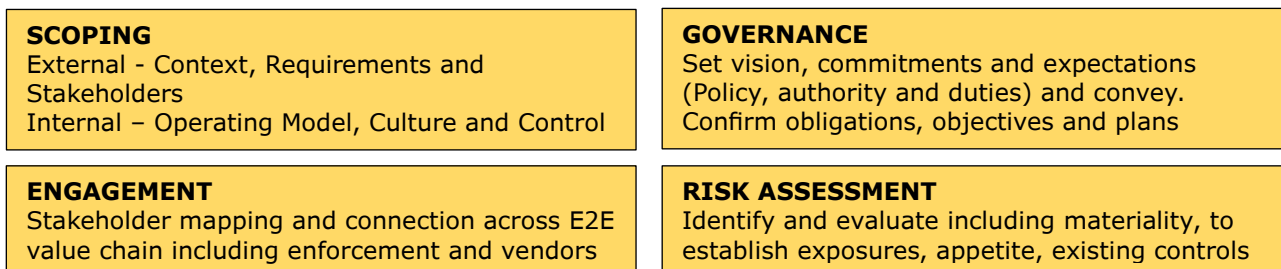 SCOPING
External - Context, Requirements and
Stakeholders
Internal – Operating Model, Culture and Control
GOVERNANCE
Set vision, commitments and expectations
(Policy, authority and duties) and convey.
Confirm obligations, objectives and plans
ENGAGEMENT
Stakeholder mapping and connection across E2E
value chain including enforcement and vendors
RISK ASSESSMENT
Identify and evaluate including materiality, to
establish exposures, appetite, existing controls